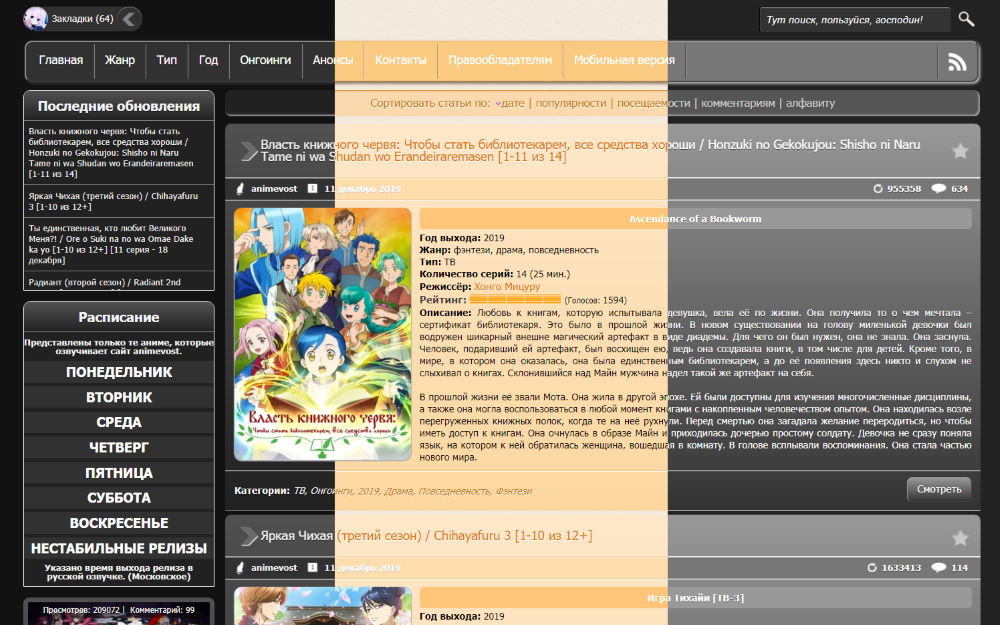 Закладки (64)
Тут поиск, пользуйся, господин!
Главная
Жанр
Тип
Год
Онгоинги
Анонсы
Контакты
Правообладателям
Мобильная версия
Последние обновления
Власть книжного червя: Чтобы стать
библиотекарем, все средства хороши /
Honzuki no Gekokujou: Shisho ni Naru
Tame ni wa Shudan wo Erandeiraremasen
[1-11 из 14]
Яркая Чихая (третий сезон) / Chihayafuru
3 [1-10 из 12+]
Ты единственная, кто любит Великого
Меня?! / Ore o Suki na no wa Omae Dake
ka yo [1-10 из 12+] [11 серия - 18
декабря]
Радиант (второй сезон) / Radiant 2nd
Расписание
Представлены только те аниме, которые
озвучивает сайт animevost.
ПОНЕДЕЛЬНИК
ВТОРНИК
СРЕДА
ЧЕТВЕРГ
ПЯТНИЦА
СУББОТА
ВОСКРЕСЕНЬЕ
НЕСТАБИЛЬНЫЕ РЕЛИЗЫ
Указано время выхода релиза в
русской озвучке. (Московское)
Просмотров: 209072 | Комментарий: 99
Сортировать статьи по: дате | популярности | посещаемости | комментариям | алфавиту
Власть книжного червя: Чтобы стать библиотекарем, все средства хороши / Honzuki no Gekokujou: Shisho ni Naru
Tame ni wa Shudan wo Erandeiraremasen [1-11 из 14]
animevost 1 11 декабрь 2019 955358 634
Ascendance of a Bookworm
Год выхода: 2019
Жанр: фэнтези, драма, повседневность
Тип: ТВ
Количество серий: 14 (25 мин.)
Режиссёр: Хонго Мицуру
Рейтинг: (Голосов: 1594)
Описание: Любовь к книгам, которую испытывала девушка, вела её по жизни. Она получила то о чем мечтала –
сертификат библиотекаря. Это было в прошлой жизни. В новом существовании на голову миленькой девочки был
водружен шикарный внешне магический артефакт в виде диадемы. Для чего он был нужен, она не знала. Она заснула.
Человек, подаривший ей артефакт, был восхищен ею, ведь она создавала книги, в том числе для детей. Кроме того, в
мире, в котором она оказалась, она была единственным библиотекарем, а до её появления здесь никто и слухом не
слыхивал о книгах. Склонившийся над Майн мужчина надел такой же артефакт на себя.
В прошлой жизни её звали Мота. Она жила в другой эпохе. Ей были доступны для изучения многочисленные дисциплины,
а также она могла воспользоваться в любой момент книгами с накопленным человечеством опытом. Она находилась возле
перегруженных книжных полок, когда те на неё рухнули. Перед смертью она загадала желание переродиться, но чтобы
иметь доступ к книгам. Она очнулась в образе Майн и приходилась дочерью простому солдату. Девочка не сразу поняла
язык, на котором к ней обратилась женщина, вошедшая в комнату. В голове всплывали воспоминания. Она стала частью
нового мира.
Власть книжного червя:
Чтобы стать библиотекарем, все средства хороши
Категории: ТВ, Онгоинги, 2019, Драма, Повседневность, Фэнтези
Смотреть
Яркая Чихая (третий сезон) / Chihayafuru 3 [1-10 из 12+]
animevost 1 11 декабрь 2019 1633413 114
Игра Тихайи [ТВ-3]
Год выхода: 2019